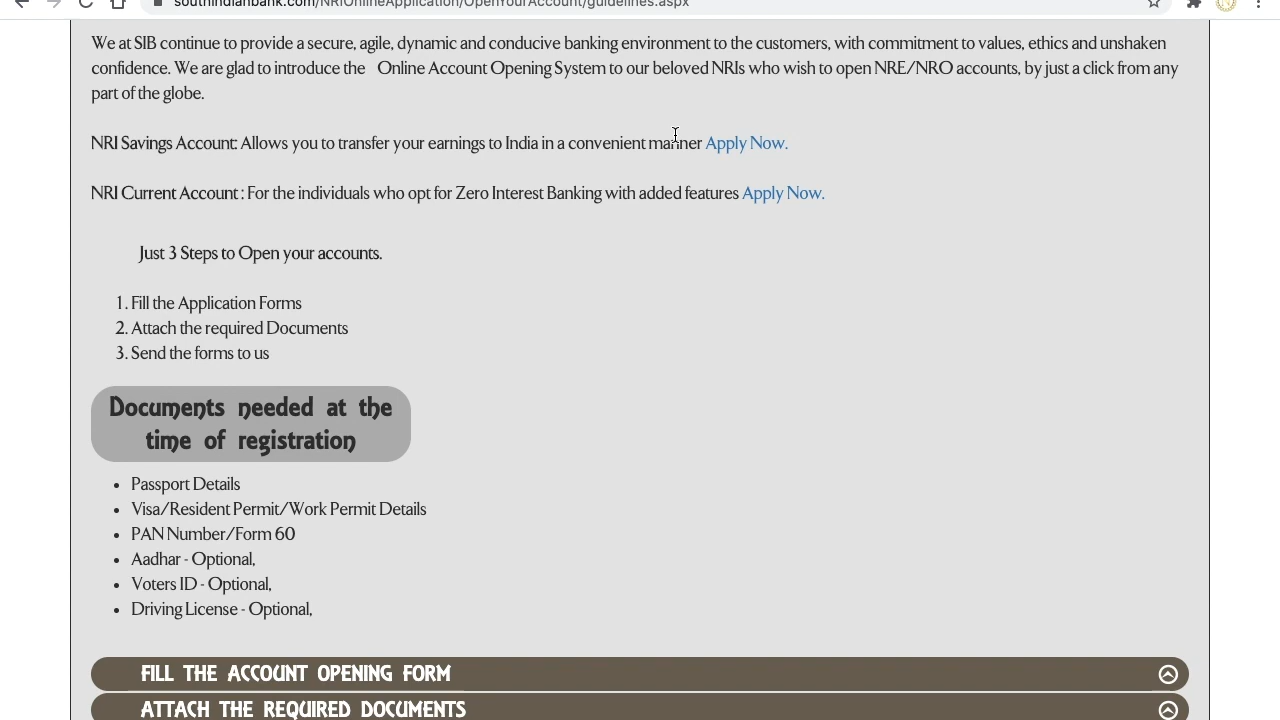 southindianbank.com/NRIOnlineApplication/OpenYourAccount/guidelines.aspx
We at SIB continue to provide a secure, agile, dynamic and conducive banking environment to the customers, with commitment to values, ethics and unshaken
confidence. We are glad to introduce the Online Account Opening System to our beloved NRIs who wish to open NRE/NRO accounts, by just a click from any
part of the globe.
NRI Savings Account: Allows you to transfer your earnings to India in a convenient manner Apply Now.
NRI Current Account : For the individuals who opt for Zero Interest Banking with added features Apply Now.
Just 3 Steps to Open your accounts.
1. Fill the Application Forms
2. Attach the required Documents
3. Send the forms to us
Documents needed at the
time of registration
• Passport Details
• Visa/Resident Permit/Work Permit Details
• PAN Number/Form 60
• Aadhar - Optional,
• Voters ID - Optional,
• Driving License - Optional,
FILL THE ACCOUNT OPENING FORM
ATTACH THE REQUIRED DOCUMENTS